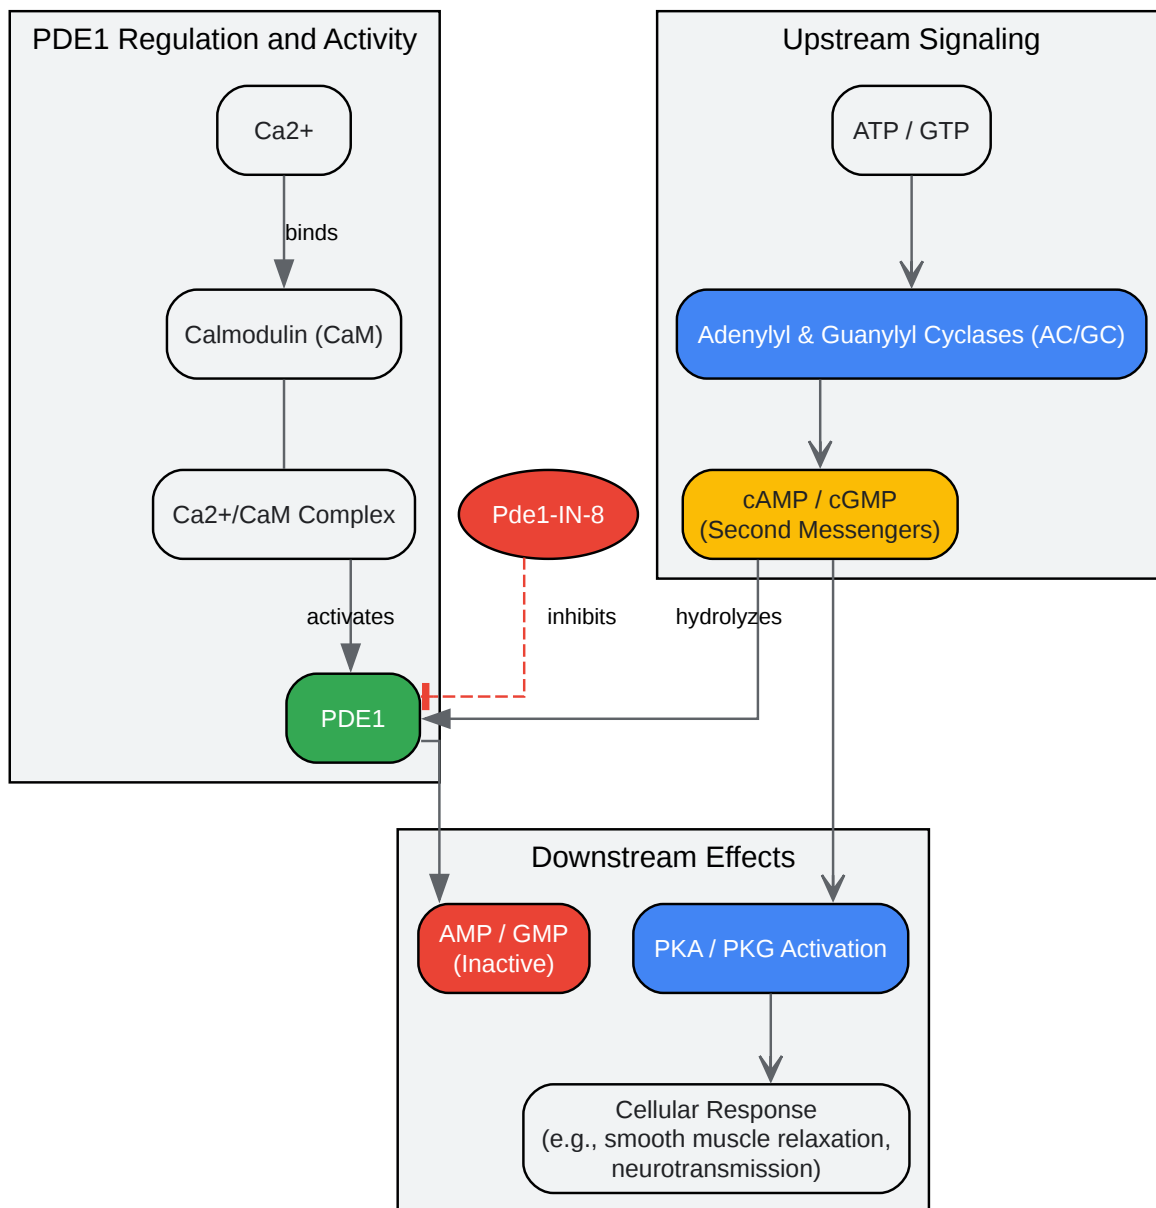 PDE1 Regulation and Activity
Upstream Signaling
Ca2+
ATP / GTP
binds
Calmodulin (CaM)
Adenylyl & Guanylyl Cyclases (AC/GC)
Ca2+/CaM Complex
Pde1-IN-8
cAMP / cGMP
(Second Messengers)
activates
inhibits
hydrolyzes
PDE1
Downstream Effects
AMP / GMP
(Inactive)
PKA / PKG Activation
Cellular Response
(e.g., smooth muscle relaxation,
neurotransmission)